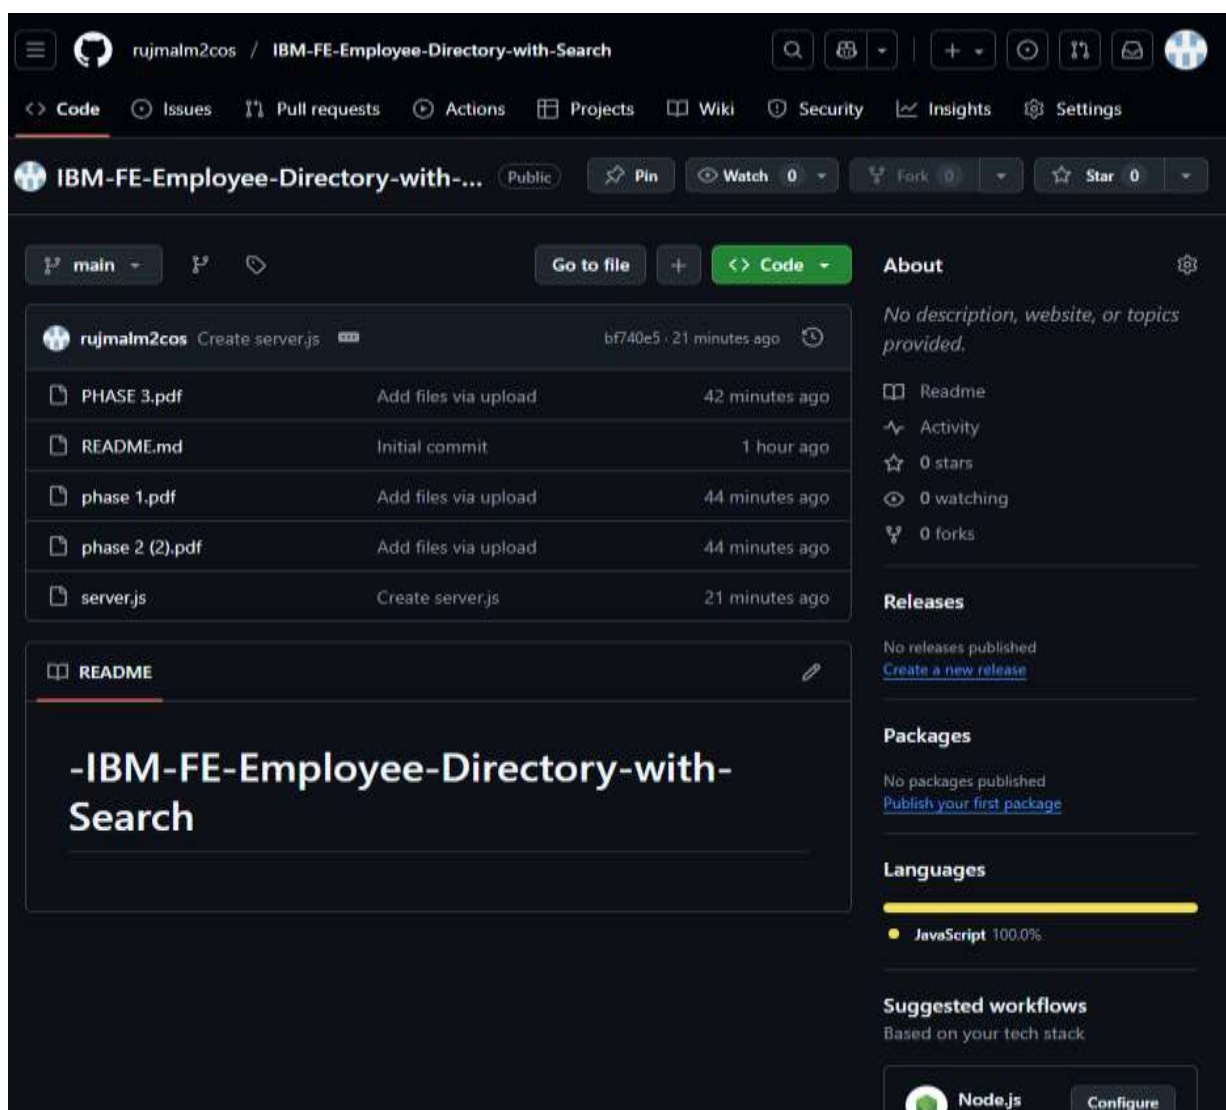 rujmalm2cos / IBM-FE-Employee-Directory-with-Search
Code Issues Pull requests Actions Projects Wiki Security Insights Settings
IBM-FE-Employee-Directory-with-... Public Pin Watch 0 Fork 0 Star 0
main Go to file Code
rujmalm2cos Create server.js bf740e5 · 21 minutes ago
PHASE 3.pdf Add files via upload 42 minutes ago
README.md Initial commit 1 hour ago
phase 1.pdf Add files via upload 44 minutes ago
phase 2 (2).pdf Add files via upload 44 minutes ago
server.js Create server.js 21 minutes ago
README
-IBM-FE-Employee-Directory-with-
Search
About
No description, website, or topics
provided.
Readme
Activity
0 stars
0 watching
0 forks
Releases
No releases published
Create a new release
Packages
No packages published
Publish your first package
Languages
JavaScript 100.0%
Suggested workflows
Based on your tech stack
Node.js Configure